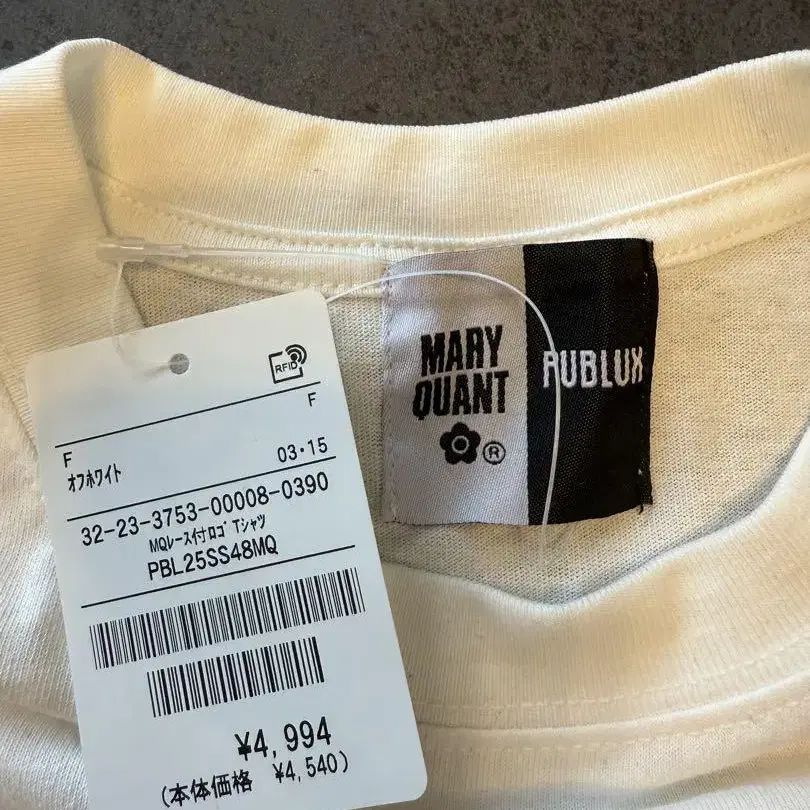 RFID
F
F
オフホワイト 03・15
32-23-3753-00008-0390
MQレース付ロゴTシャツ
PBL25SS48MQ
¥4,994
(本体価格 ¥4,540)
MARY
QUANT
®
PUBLUX